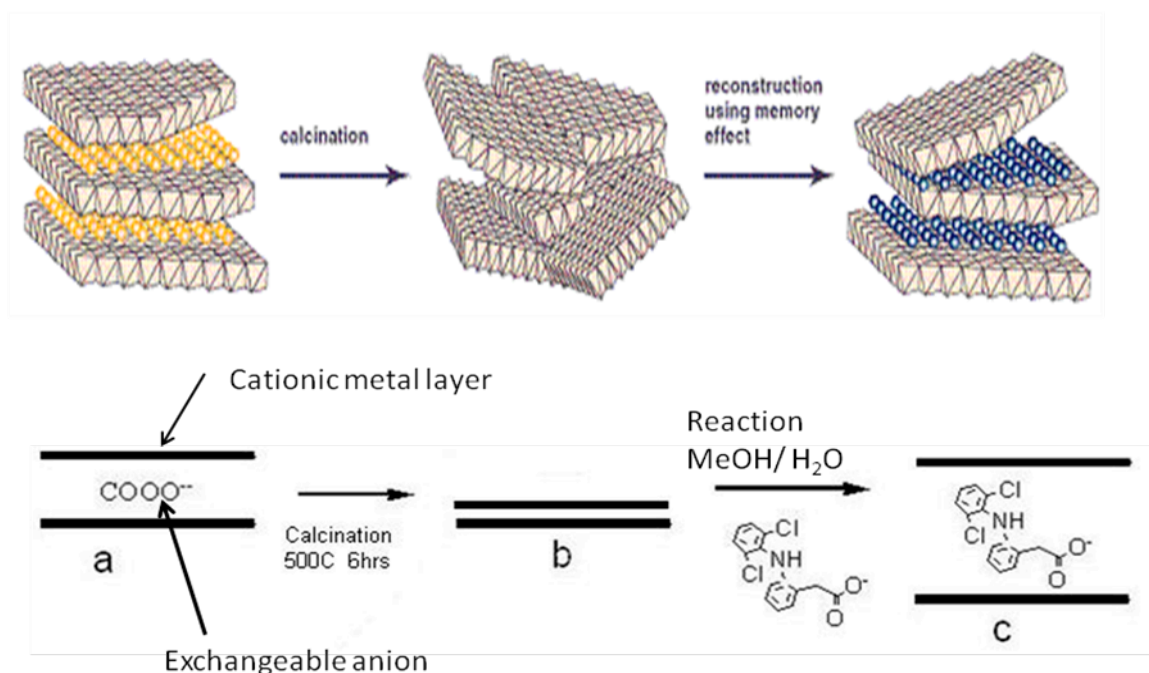 calcination
reconstruction
using memory
effect
Cationic metal layer
COOO--
Exchangeable anion
a
Calcination
500C 6hrs
b
Reaction
MeOH/ H₂O
Cl
NH
Cl
O-
O
Cl
NH
Cl
O-
O
c